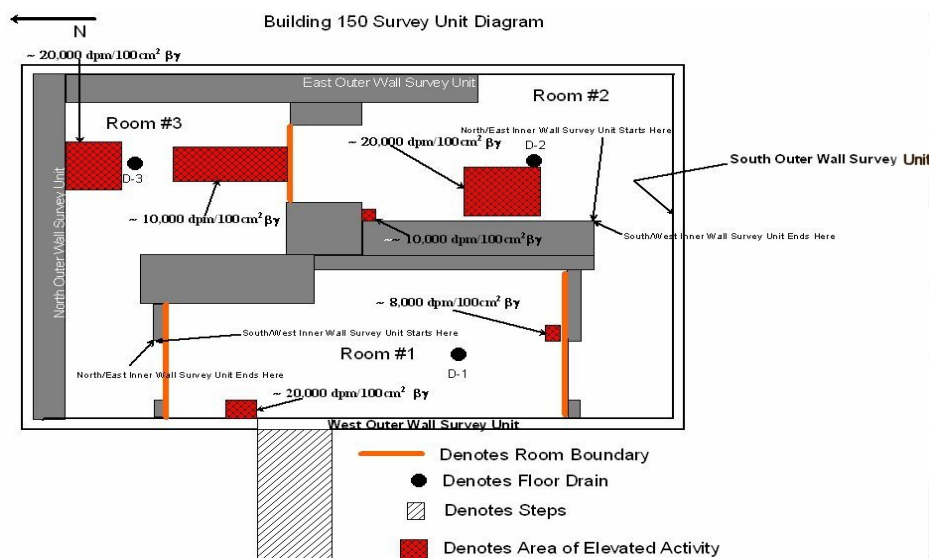 Building 150 Survey Unit Diagram
N
~ 20,000 dpm/100cm² βγ
East Outer Wall Survey Unit
Room #2
Room #3
North/East Inner Wall Survey Unit Starts Here
~ 20,000 dpm/100cm² βγ
D-2
South Outer Wall Survey Unit
D-3
North Outer Wall Survey Unit
~ 10,000 dpm/100cm² βγ
~ 10,000 dpm/100cm² βγ
South/West Inner Wall Survey Unit Ends Here
~ 8,000 dpm/100cm² βγ
South/West Inner Wall Survey Unit Starts Here
Room #1
D-1
North/East Inner Wall Survey Unit Ends Here
~ 20,000 dpm/100cm² βγ
West Outer Wall Survey Unit
Denotes Room Boundary
Denotes Floor Drain
Denotes Steps
Denotes Area of Elevated Activity